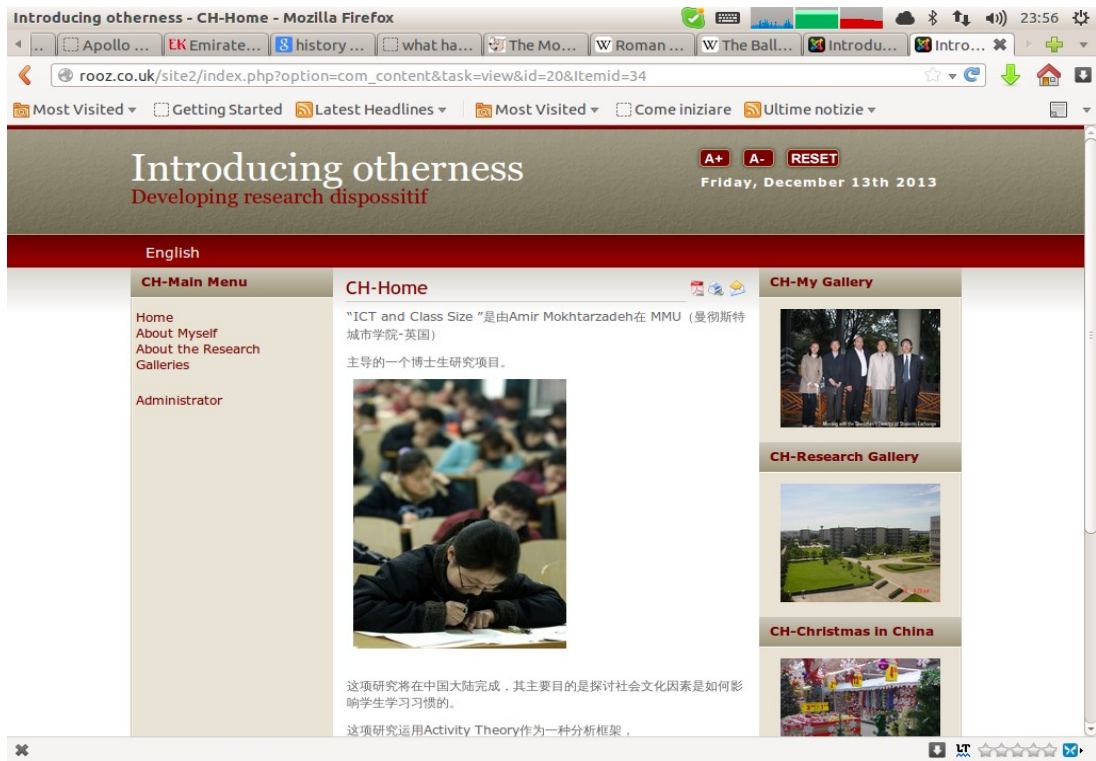 Introducing otherness - CH-Home - Mozilla Firefox
23:56
..
Apollo ...
EK Emirate...
8 history ...
what ha...
The Mo...
W Roman ...
W The Ball...
Introdu...
Intro...
rooz.co.uk/site2/index.php?option=com_content&task=view&id=20&Itemid=34
Most Visited
Getting Started
Latest Headlines
Most Visited
Come iniziare
Ultime notizie
Introducing otherness
Developing research dispossitif
A+ A- RESET
Friday, December 13th 2013
English
CH-Main Menu
Home
About Myself
About the Research
Galleries
Administrator
CH-Home
“ICT and Class Size ”是由Amir Mokhtarzadeh在 MMU（曼彻斯特
城市学院-英国）
主导的一个博士生研究项目。
这项研究将在中国大陆完成，其主要目的是探讨社会文化因素是如何影
响学生学习习惯的。
这项研究运用Activity Theory作为一种分析框架，
CH-My Gallery
CH-Research Gallery
CH-Christmas in China
LT